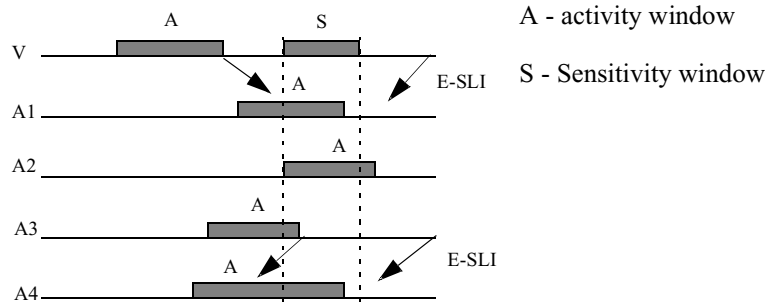 A - activity window
A S
V
S - Sensitivity window
E-SLI
A
A1
A
A2
A
A3
E-SLI
A
A4